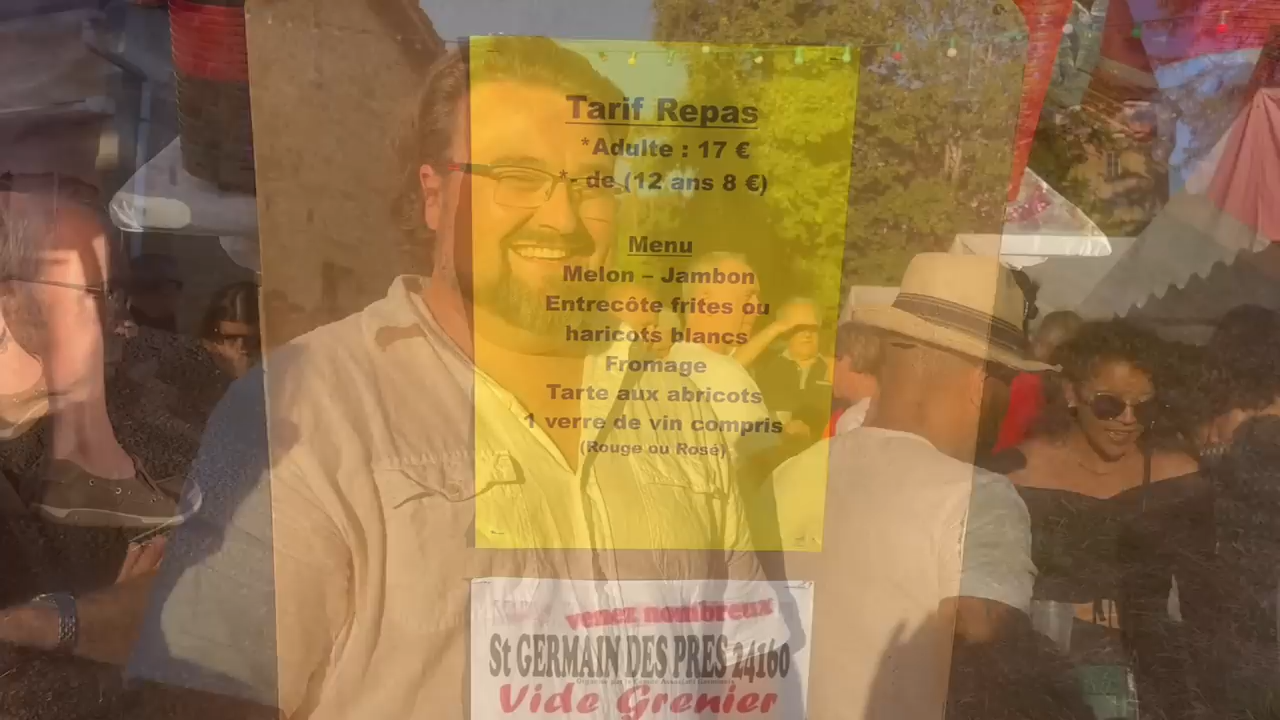 Tarif Repas
*Adulte : 17 €
*- de (12 ans 8 €)
Menu
Melon – Jambon
Entrecôte frites ou
haricots blancs
Fromage
Tarte aux abricots
1 verre de vin compris
(Rouge ou Rosé)
venez nombreux
St GERMAIN DES PRES 24160
Vide Grenier